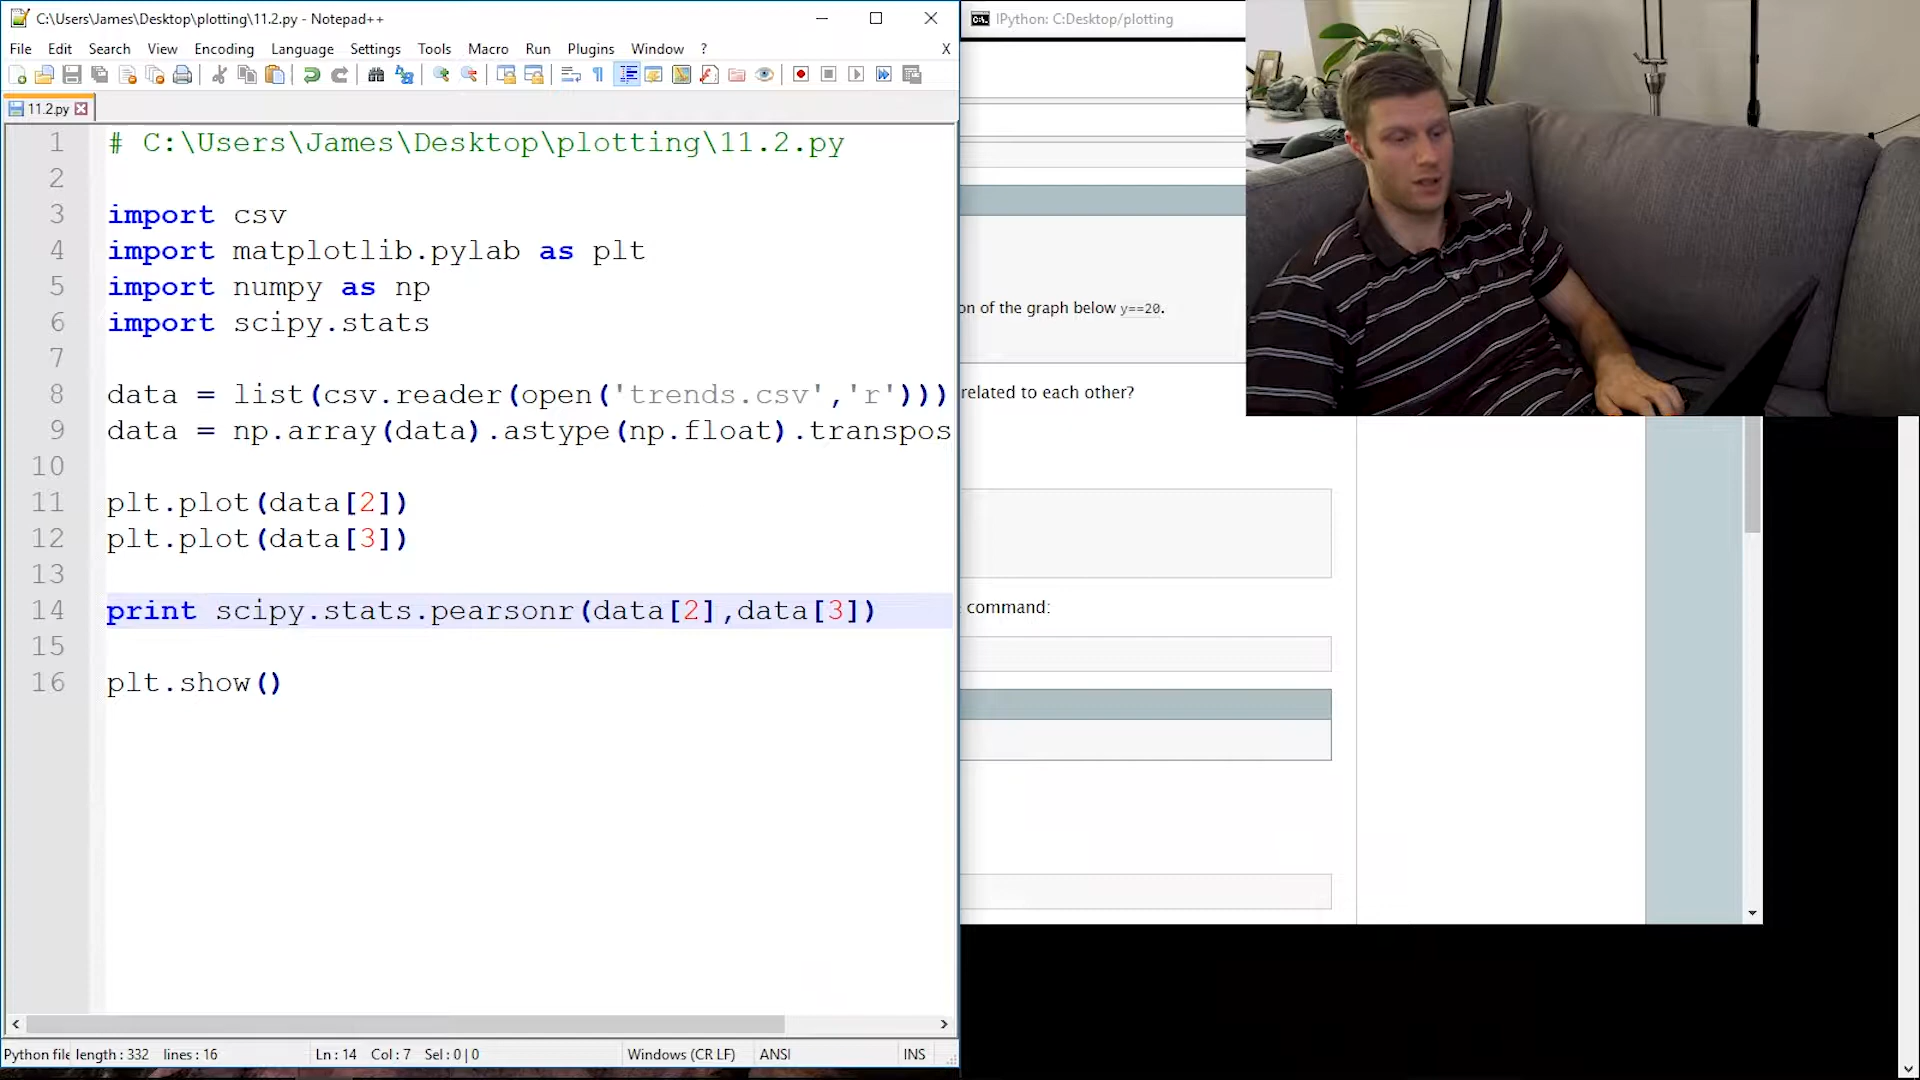 C:\Users\James\Desktop\plotting\11.2.py - Notepad++
File Edit Search View Encoding Language Settings Tools Macro Run Plugins Window ? X
11.2.py
1 # C:\Users\James\Desktop\plotting\11.2.py
2
3 import csv
4 import matplotlib.pylab as plt
5 import numpy as np
6 import scipy.stats
7
8 data = list(csv.reader(open('trends.csv','r')))
9 data = np.array(data).astype(np.float).transpos
10
11 plt.plot(data[2])
12 plt.plot(data[3])
13
14 print scipy.stats.pearsonr(data[2],data[3])
15
16 plt.show()
Python file length : 332 lines : 16 Ln : 14 Col : 7 Sel : 0 | 0 Windows (CR LF) ANSI INS
IPython: C:Desktop/plotting
on of the graph below y==20.
related to each other?
command: